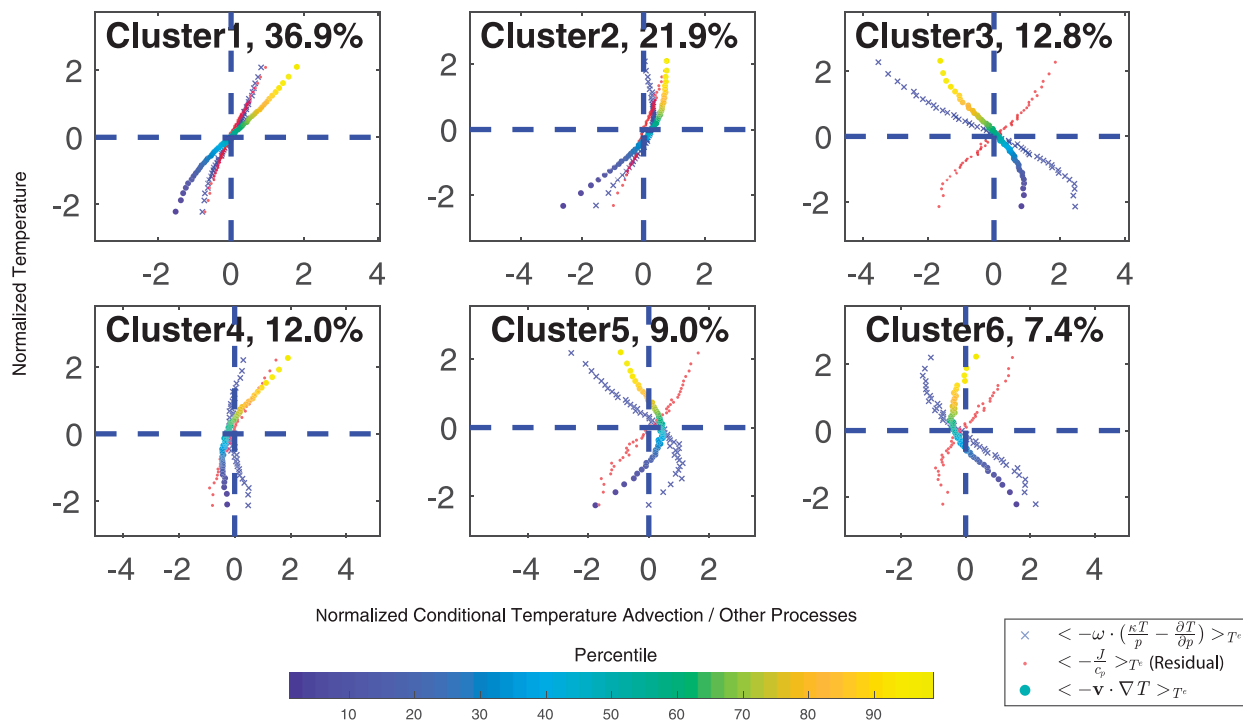 Cluster1, 36.9%
Cluster2, 21.9%
Cluster3, 12.8%
2
0
-2
2
0
-2
2
0
-2
-2 0 2 4
-2 0 2
-4 -2 0 2 4
Normalized Temperature
Cluster4, 12.0%
Cluster5, 9.0%
Cluster6, 7.4%
2
0
-2
2
0
-2
2
0
-2
-4 -2 0 2 4
-4 -2 0 2
-2 0 2 4
Normalized Conditional Temperature Advection / Other Processes
Percentile
10 20 30 40 50 60 70 80 90
× < −ω · (κT/p − ∂T/∂p) >_{T^e}
< −J/c_p >_{T^e} (Residual)
< −v · ∇T >_{T^e}